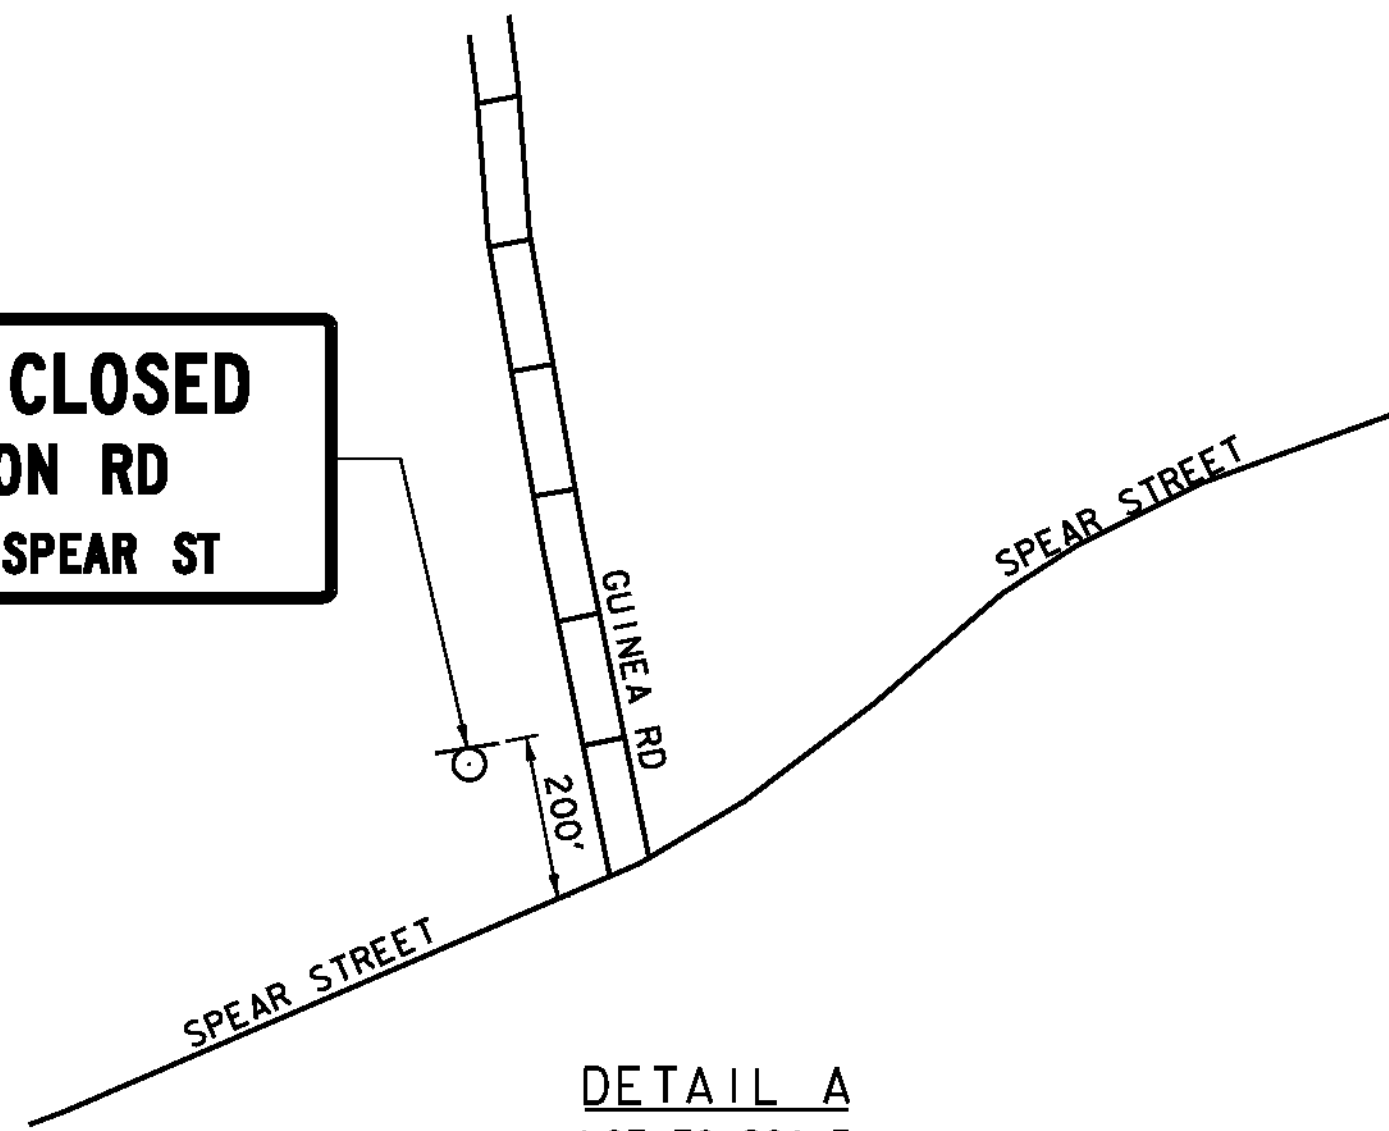 CLOSED
ON RD
SPEAR ST
GUINEA RD
SPEAR STREET
200'
SPEAR STREET
DETAIL A